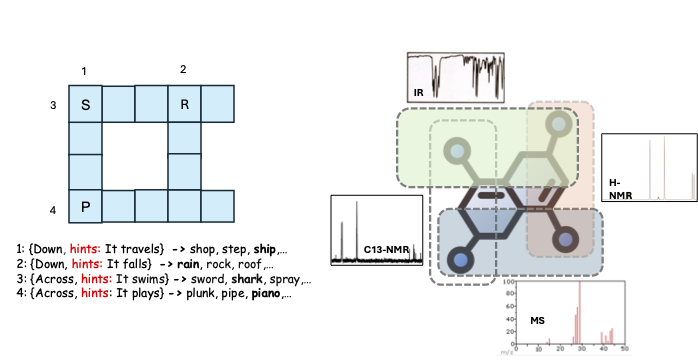 1 2
3 S R
4 P
1: {Down, hints: It travels} -> shop, step, ship,...
2: {Down, hints: It falls} -> rain, rock, roof,...
3: {Across, hints: It swims} -> sword, shark, spray,...
4: {Across, hints: It plays} -> plunk, pipe, piano,...
IR
H-
NMR
C13-NMR
MS
100
80
60
40
20
0
0 10 20 30 40 50
m/z